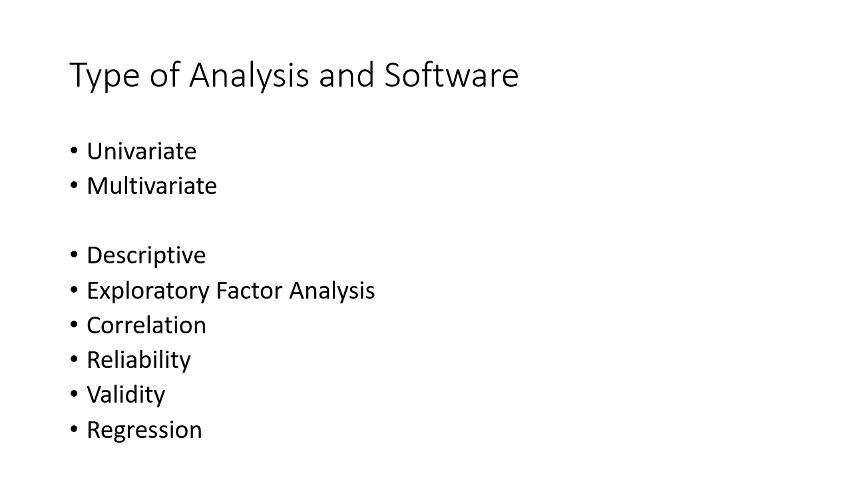 Type of Analysis and Software
• Univariate
• Multivariate
• Descriptive
• Exploratory Factor Analysis
• Correlation
• Reliability
• Validity
• Regression